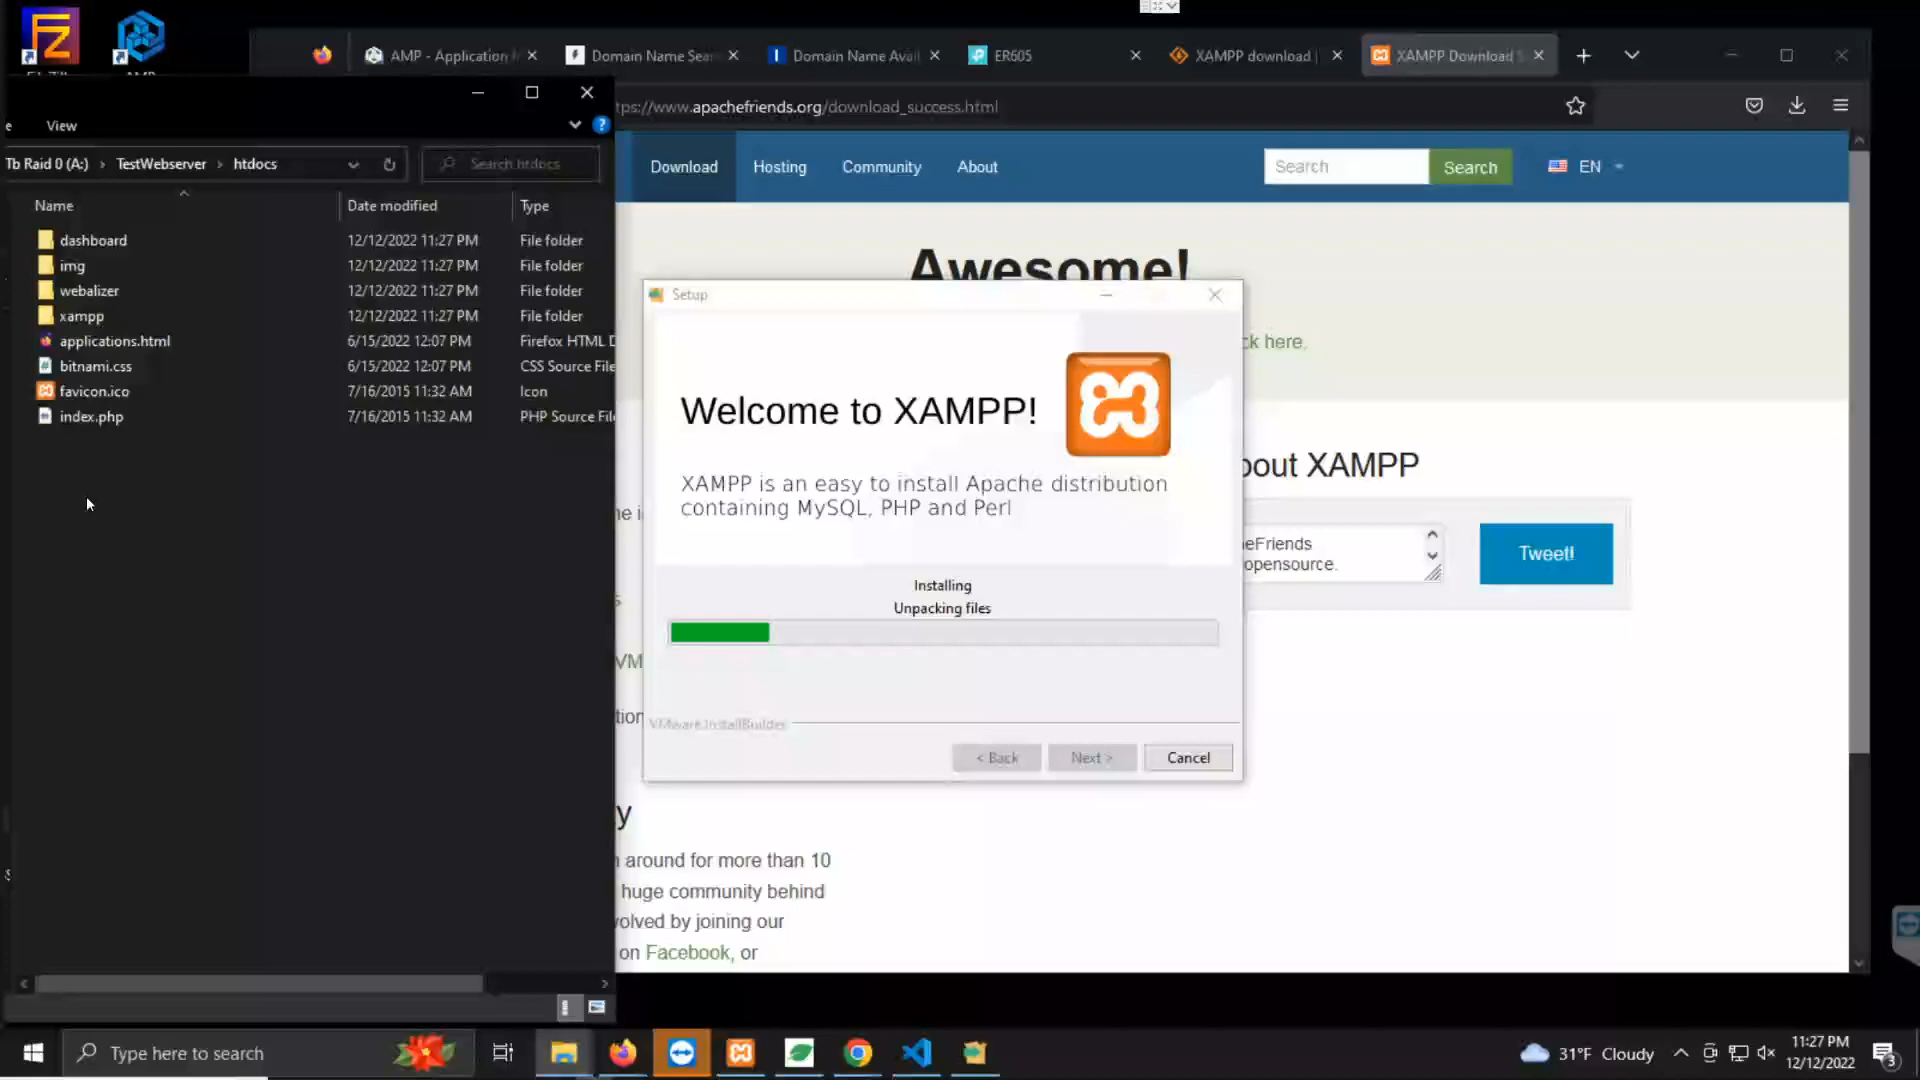 AMP - Application
Domain Name Sear
Domain Name Avail
ER605
XAMPP download |
XAMPP Download S
https://www.apachefriends.org/download_success.html
View
Tb Raid 0 (A:) > TestWebserver > htdocs
Search htdocs
Download
Hosting
Community
About
Search
Search
EN
Name
Date modified
Type
dashboard 12/12/2022 11:27 PM File folder
img 12/12/2022 11:27 PM File folder
webalizer 12/12/2022 11:27 PM File folder
xampp 12/12/2022 11:27 PM File folder
applications.html 6/15/2022 12:07 PM Firefox HTML D
bitnami.css 6/15/2022 12:07 PM CSS Source File
favicon.ico 7/16/2015 11:32 AM Icon
index.php 7/16/2015 11:32 AM PHP Source File
Awesome!
ck here.
Setup
Welcome to XAMPP!
XAMPP is an easy to install Apache distribution
containing MySQL, PHP and Perl
Installing
Unpacking files
VMware InstallBuilder
< Back
Next >
Cancel
bout XAMPP
eFriends
opensource.
Tweet!
VM
tion
y
around for more than 10
huge community behind
volved by joining our
on Facebook, or
Type here to search
31°F Cloudy
11:27 PM
12/12/2022
3